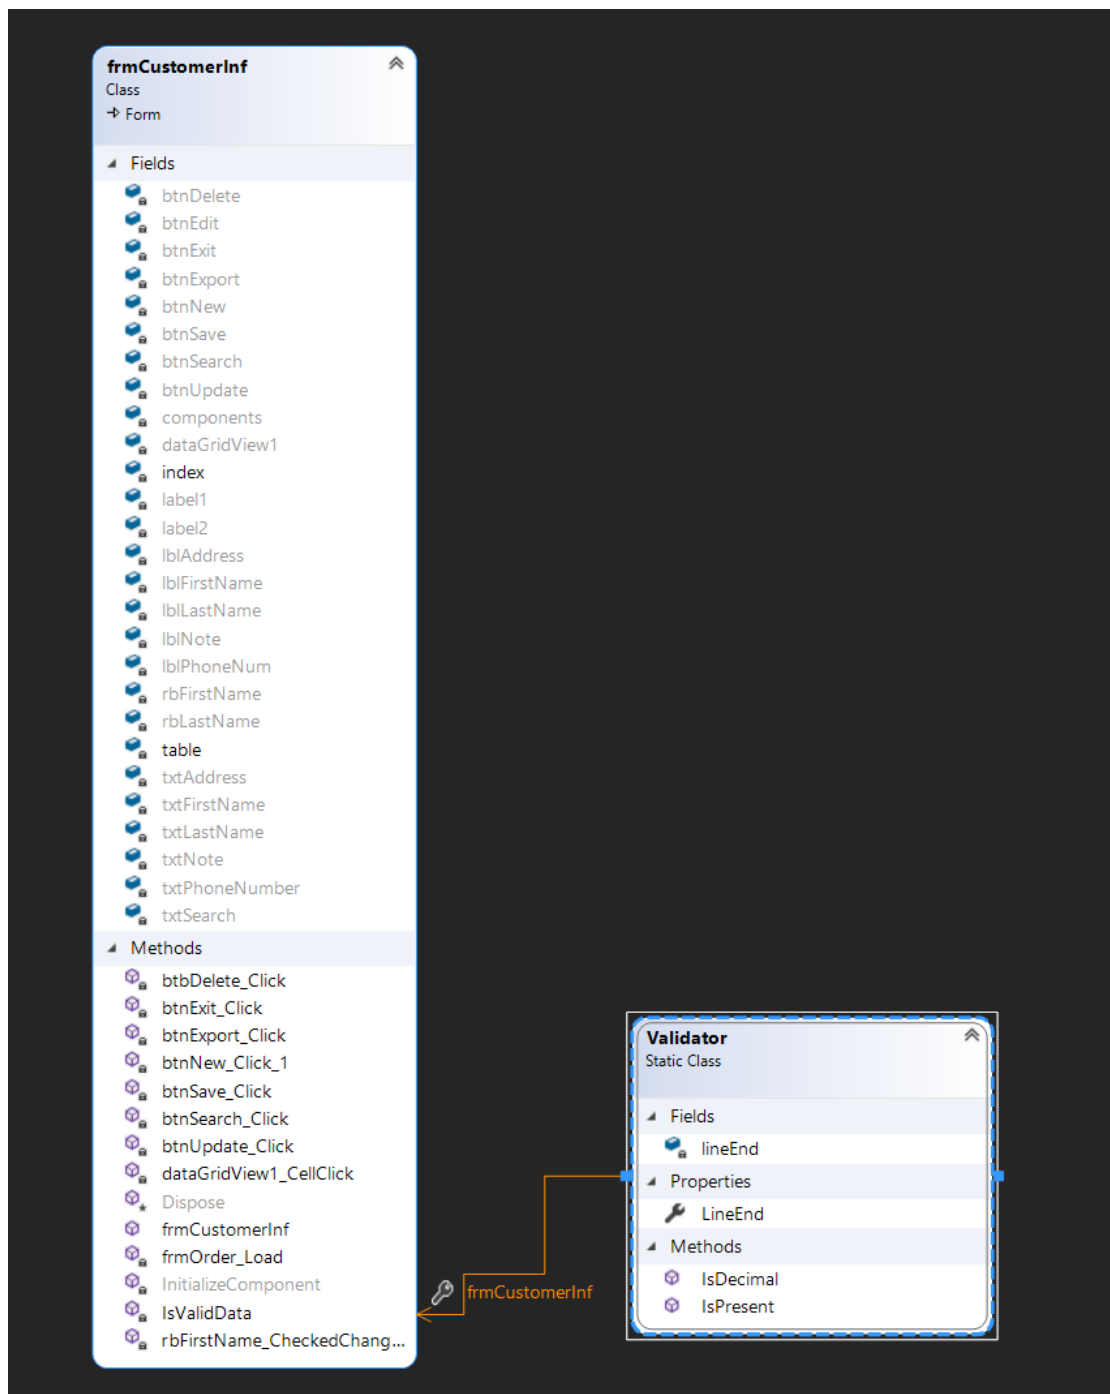 frmCustomerInf
Class
Form
Fields
btnDelete
btnEdit
btnExit
btnExport
btnNew
btnSave
btnSearch
btnUpdate
components
dataGridView1
index
label1
label2
lblAddress
lblFirstName
lblLastName
lblNote
lblPhoneNum
rbFirstName
rbLastName
table
txtAddress
txtFirstName
txtLastName
txtNote
txtPhoneNumber
txtSearch
Methods
btbDelete_Click
btnExit_Click
btnExport_Click
btnNew_Click_1
btnSave_Click
btnSearch_Click
btnUpdate_Click
dataGridView1_CellClick
Dispose
frmCustomerInf
frmOrder_Load
InitializeComponent
IsValidData
rbFirstName_CheckedChang...
frmCustomerInf
Validator
Static Class
Fields
lineEnd
Properties
LineEnd
Methods
IsDecimal
IsPresent